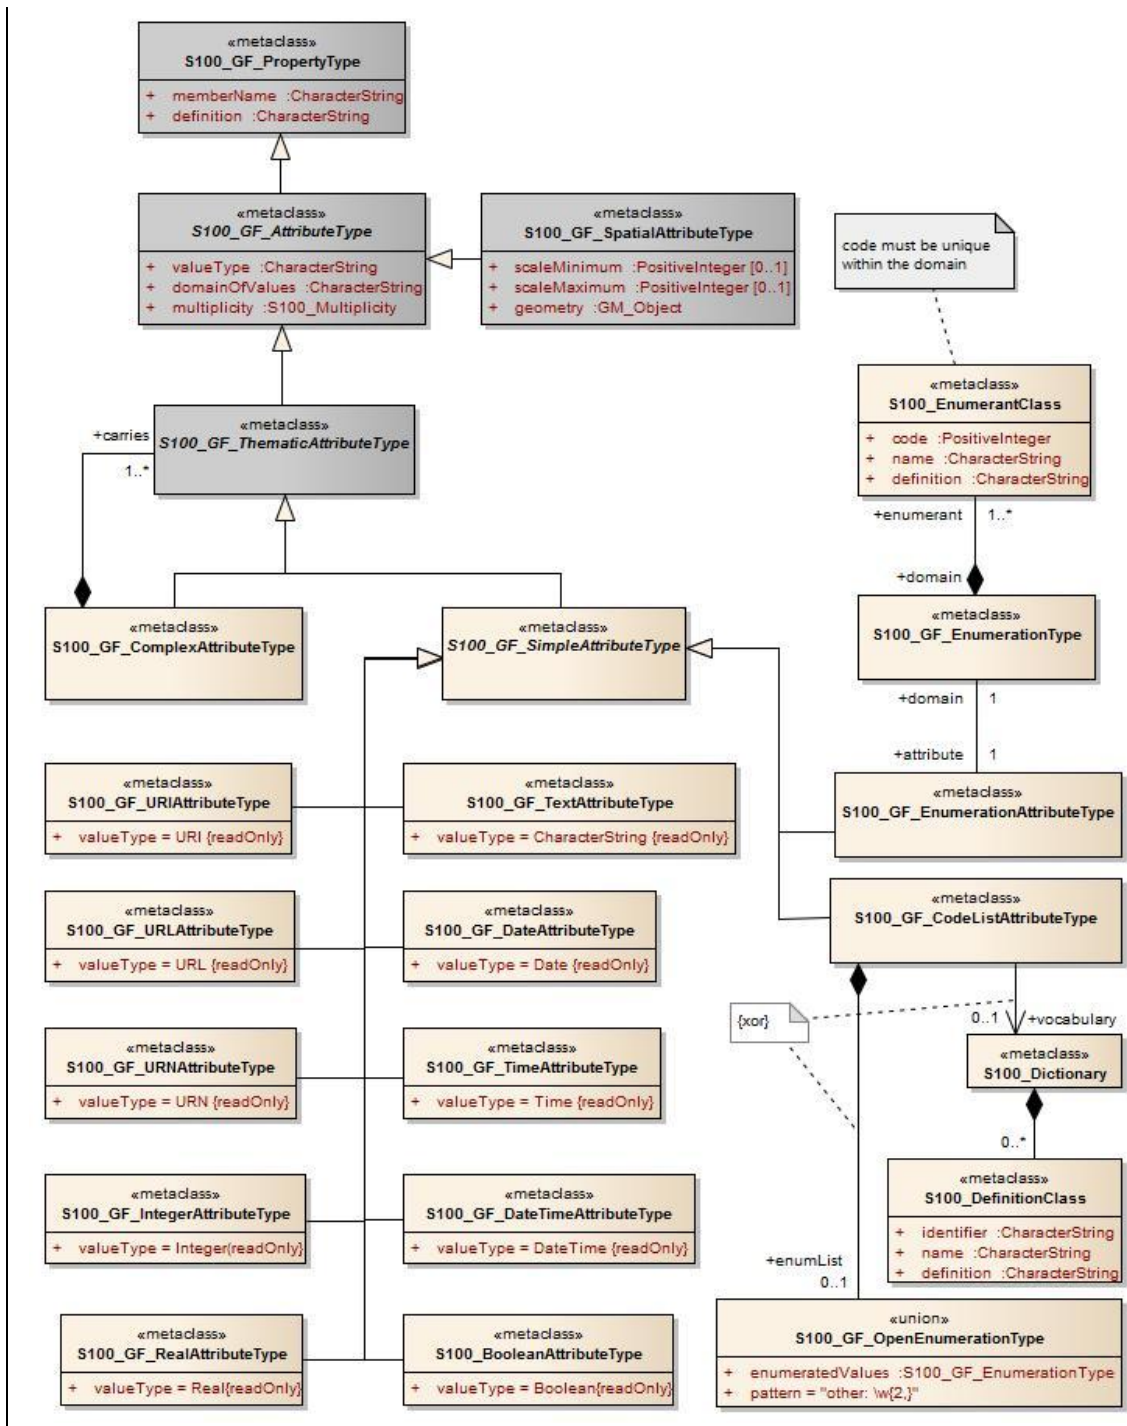 «metaclass»
S100_GF_PropertyType
+ memberName :CharacterString
+ definition :CharacterString
«metaclass»
S100_GF_AttributeType
+ valueType :CharacterString
+ domainOfValues :CharacterString
+ multiplicity :S100_Multiplicity
«metaclass»
S100_GF_SpatialAttributeType
+ scaleMinimum :PositiveInteger [0..1]
+ scaleMaximum :PositiveInteger [0..1]
+ geometry :GM_Object
code must be unique
within the domain
«metaclass»
S100_EnumerantClass
+ code :PositiveInteger
+ name :CharacterString
+ definition :CharacterString
+carries
1..*
«metaclass»
S100_GF_ThematicAttributeType
+enumerant 1..*
+domain
«metaclass»
S100_GF_EnumerationType
«metaclass»
S100_GF_ComplexAttributeType
«metaclass»
S100_GF_SimpleAttributeType
+domain 1
+attribute 1
«metaclass»
S100_GF_EnumerationAttributeType
«metaclass»
S100_GF_URIAttributeType
+ valueType = URI {readOnly}
«metaclass»
S100_GF_TextAttributeType
+ valueType = CharacterString {readOnly}
«metaclass»
S100_GF_CodeListAttributeType
«metaclass»
S100_GF_URLAttributeType
+ valueType = URL {readOnly}
«metaclass»
S100_GF_DateAttributeType
+ valueType = Date {readOnly}
{xor}
0..1 +vocabulary
«metaclass»
S100_Dictionary
0..*
«metaclass»
S100_GF_URNAttributeType
+ valueType = URN {readOnly}
«metaclass»
S100_GF_TimeAttributeType
+ valueType = Time {readOnly}
«metaclass»
S100_DefinitionClass
+ identifier :CharacterString
+ name :CharacterString
+ definition :CharacterString
«metaclass»
S100_GF_IntegerAttributeType
+ valueType = Integer(readOnly}
«metaclass»
S100_GF_DateTimeAttributeType
+ valueType = DateTime {readOnly}
+enumList
0..1
«metaclass»
S100_GF_RealAttributeType
+ valueType = Real{readOnly}
«metaclass»
S100_BooleanAttributeType
+ valueType = Boolean{readOnly}
«union»
S100_GF_OpenEnumerationType
+ enumeratedValues :S100_GF_EnumerationType
+ pattern = "other: \w{2,}"